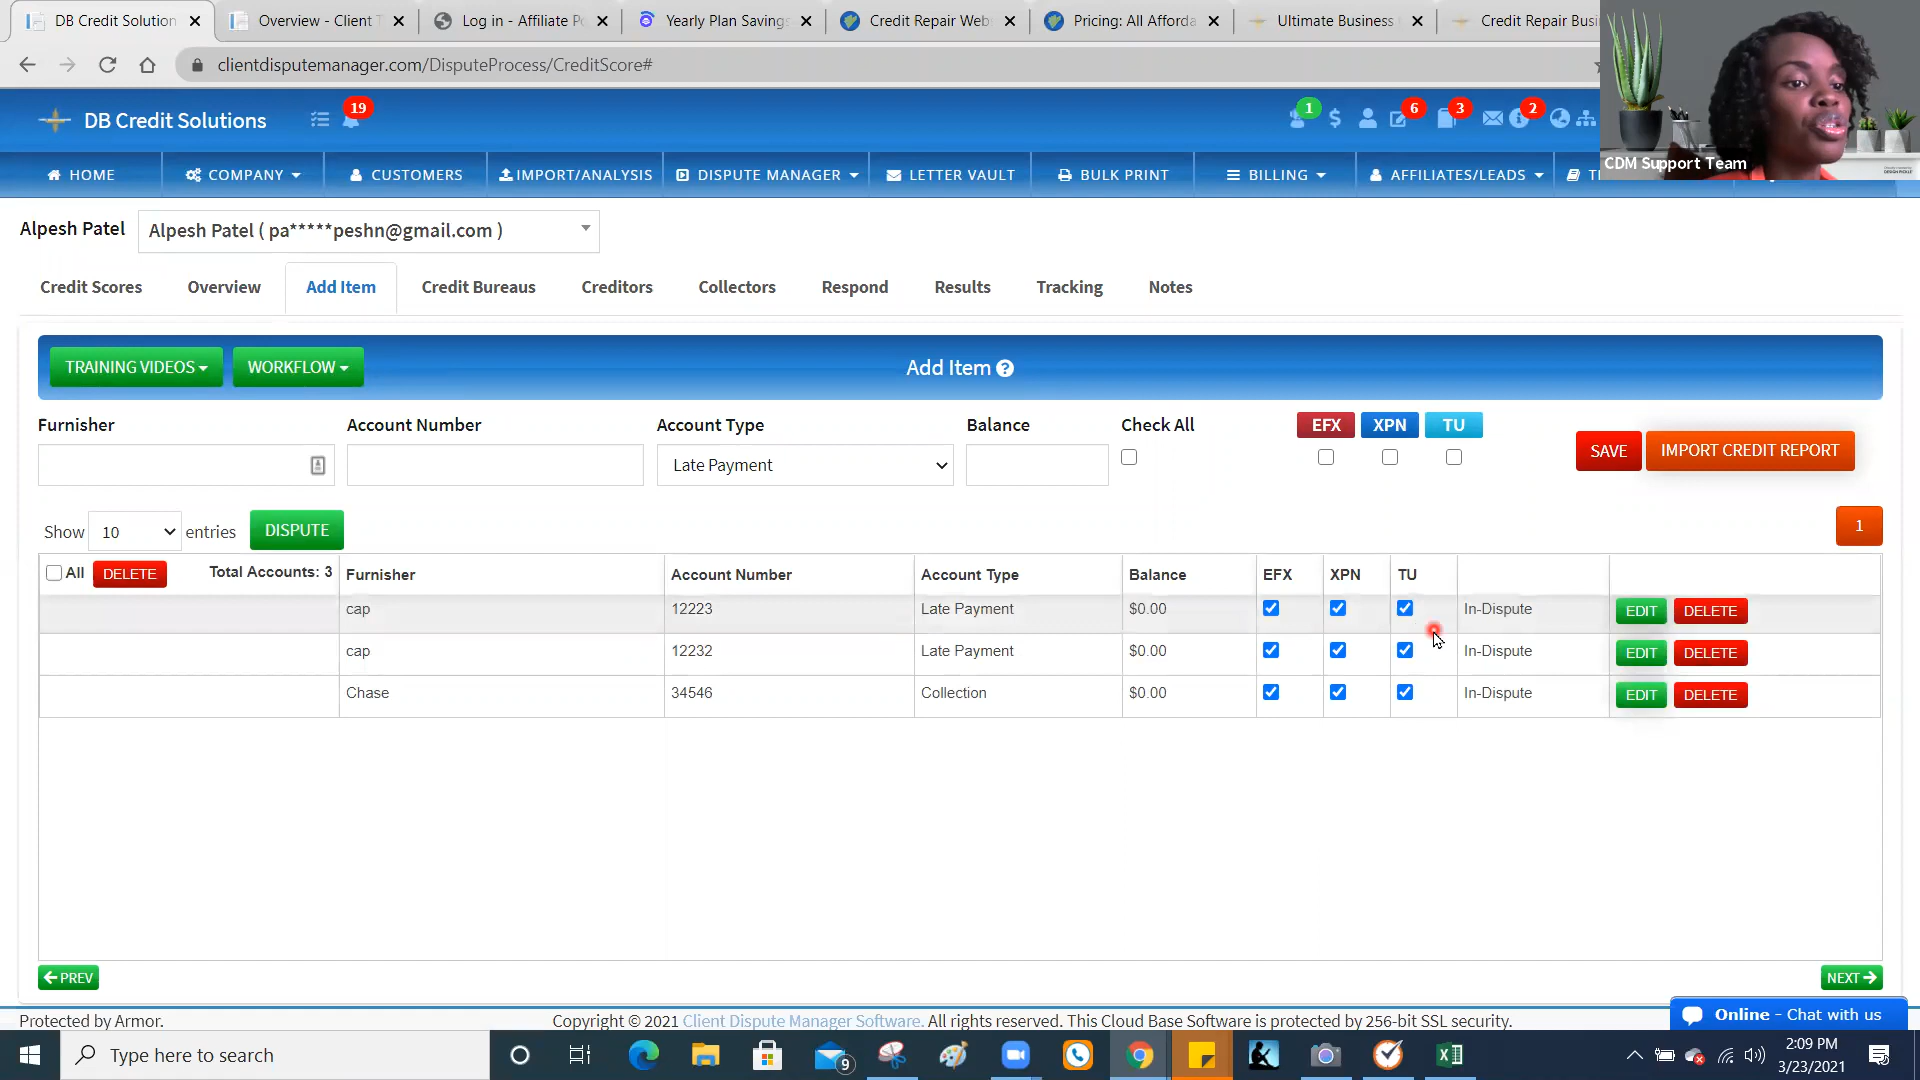 DB Credit Solution
Overview - Client T
Log in - Affiliate Po
Yearly Plan Savings
Credit Repair Web
Pricing: All Afforda
Ultimate Business
Credit Repair Busi
clientdisputemanager.com/DisputeProcess/CreditScore#
DB Credit Solutions
19
1
$
6
3
2
CDM Support Team
HOME
COMPANY
CUSTOMERS
IMPORT/ANALYSIS
DISPUTE MANAGER
LETTER VAULT
BULK PRINT
BILLING
AFFILIATES/LEADS
Alpesh Patel
Alpesh Patel ( pa*****peshn@gmail.com )
Credit Scores
Overview
Add Item
Credit Bureaus
Creditors
Collectors
Respond
Results
Tracking
Notes
TRAINING VIDEOS
WORKFLOW
Add Item ?
Furnisher
Account Number
Account Type
Balance
Check All
EFX
XPN
TU
Late Payment
SAVE
IMPORT CREDIT REPORT
Show 10 entries
DISPUTE
1
All DELETE Total Accounts: 3 Furnisher Account Number Account Type Balance EFX XPN TU
cap 12223 Late Payment $0.00 In-Dispute EDIT DELETE
cap 12232 Late Payment $0.00 In-Dispute EDIT DELETE
Chase 34546 Collection $0.00 In-Dispute EDIT DELETE
PREV
NEXT
Protected by Armor.
Copyright © 2021 Client Dispute Manager Software. All rights reserved. This Cloud Base Software is protected by 256-bit SSL security.
Online - Chat with us
Type here to search
9
2:09 PM
3/23/2021